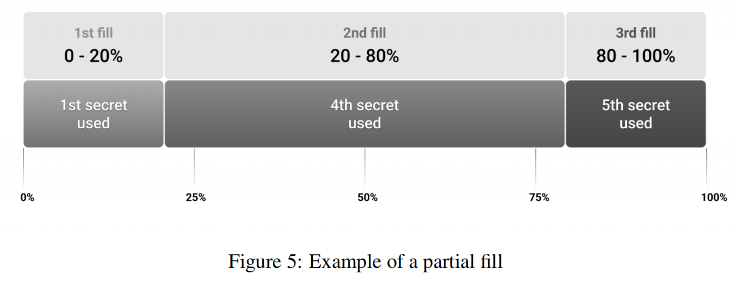 1st fill
0 - 20%
2nd fill
20 - 80%
3rd fill
80 - 100%
1st secret
used
4th secret
used
5th secret
used
0%
25%
50%
75%
100%
Figure 5: Example of a partial fill